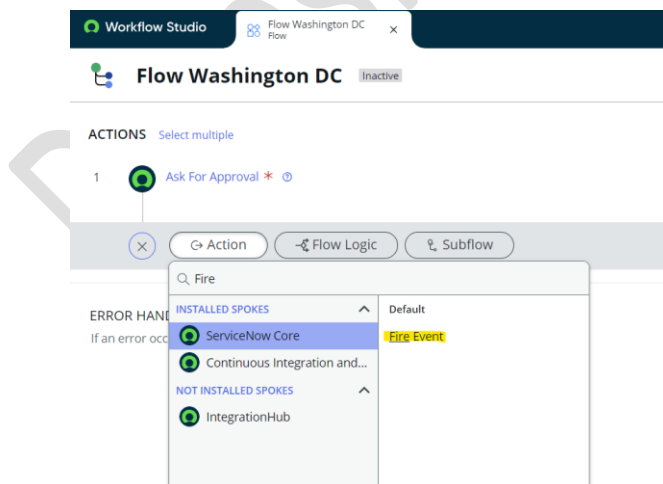 Workflow Studio
Flow Washington DC
Flow
Flow Washington DC Inactive
ACTIONS Select multiple
1 Ask For Approval *
Action Flow Logic Subflow
Fire
INSTALLED SPOKES
Default
ServiceNow Core
Fire Event
Continuous Integration and...
NOT INSTALLED SPOKES
IntegrationHub
ERROR HAND
If an error occ